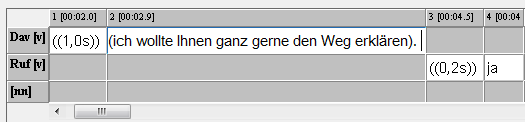 1 [00:02.0] 2 [00:02.9] 3 [00:04.5] 4 [00:04
Dav [v] ((1,0s)) (ich wollte Ihnen ganz gerne den Weg erklären).
Ruf [v] ((0,2s)) ja
[nn]